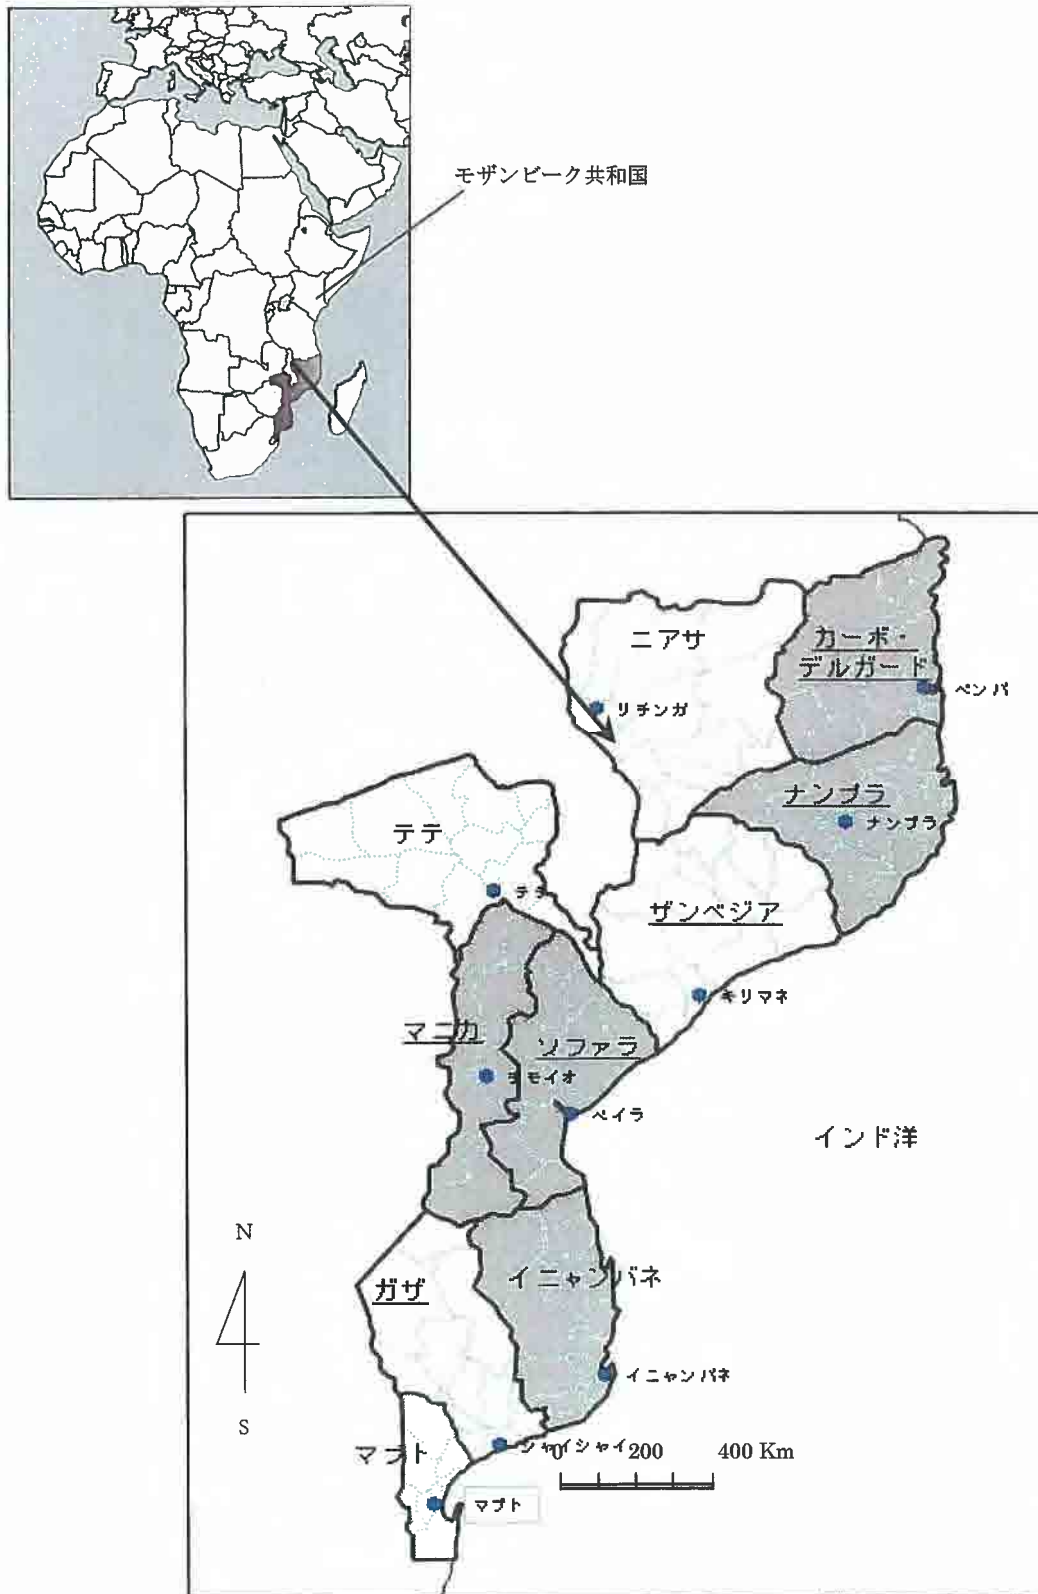 モザンビーク共和国
ニアサ
カーボ・
デルガード
ペンバ
リチンガ
ナンプラ
ナンプラ
テテ
テテ
ザンベジア
キリマネ
マニカ
ソファラ
チモイオ
ベイラ
インド洋
N
S
ガザ
イニャンバネ
イニャンバネ
シャイシャイ
0 200 400 Km
マプト
マプト